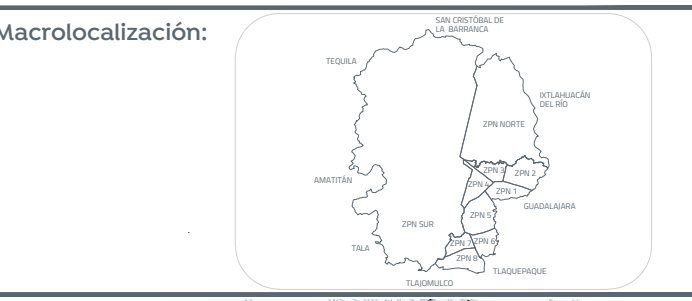 Macrolocalización:
SAN CRISTÓBAL DE
LA BARRANCA
TEQUILA
IXTLAHUACÁN
DEL RÍO
ZPN NORTE
ZPN 3
ZPN 2
AMATITÁN
ZPN 4
ZPN 1
GUADALAJARA
ZPN 5
ZPN SUR
ZPN 7
ZPN 6
TALA
ZPN 8
TLAQUEPAQUE
TLAJOMULCO